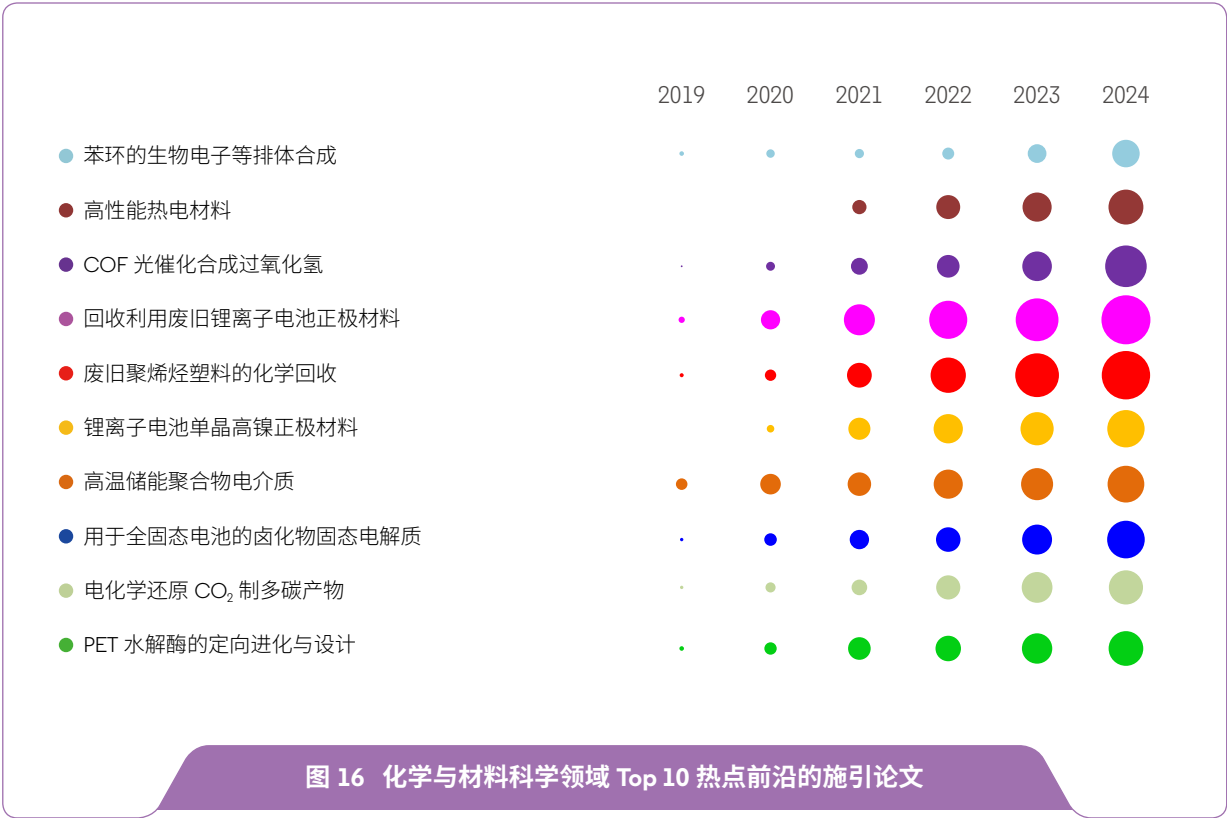 2019 2020 2021 2022 2023 2024
苯环的生物电子等排体合成
高性能热电材料
COF 光催化合成过氧化氢
回收利用废旧锂离子电池正极材料
废旧聚烯烃塑料的化学回收
锂离子电池单晶高镍正极材料
高温储能聚合物电介质
用于全固态电池的卤化物固态电解质
电化学还原 CO₂ 制多碳产物
PET 水解酶的定向进化与设计
图 16 化学与材料科学领域 Top 10 热点前沿的施引论文